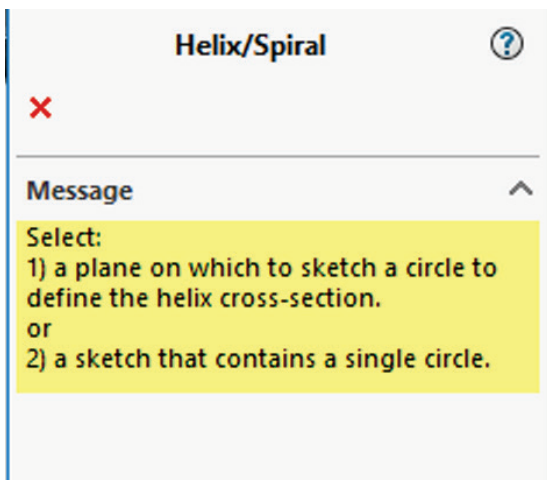 Helix/Spiral
?
Message
Select:
1) a plane on which to sketch a circle to
define the helix cross-section.
or
2) a sketch that contains a single circle.